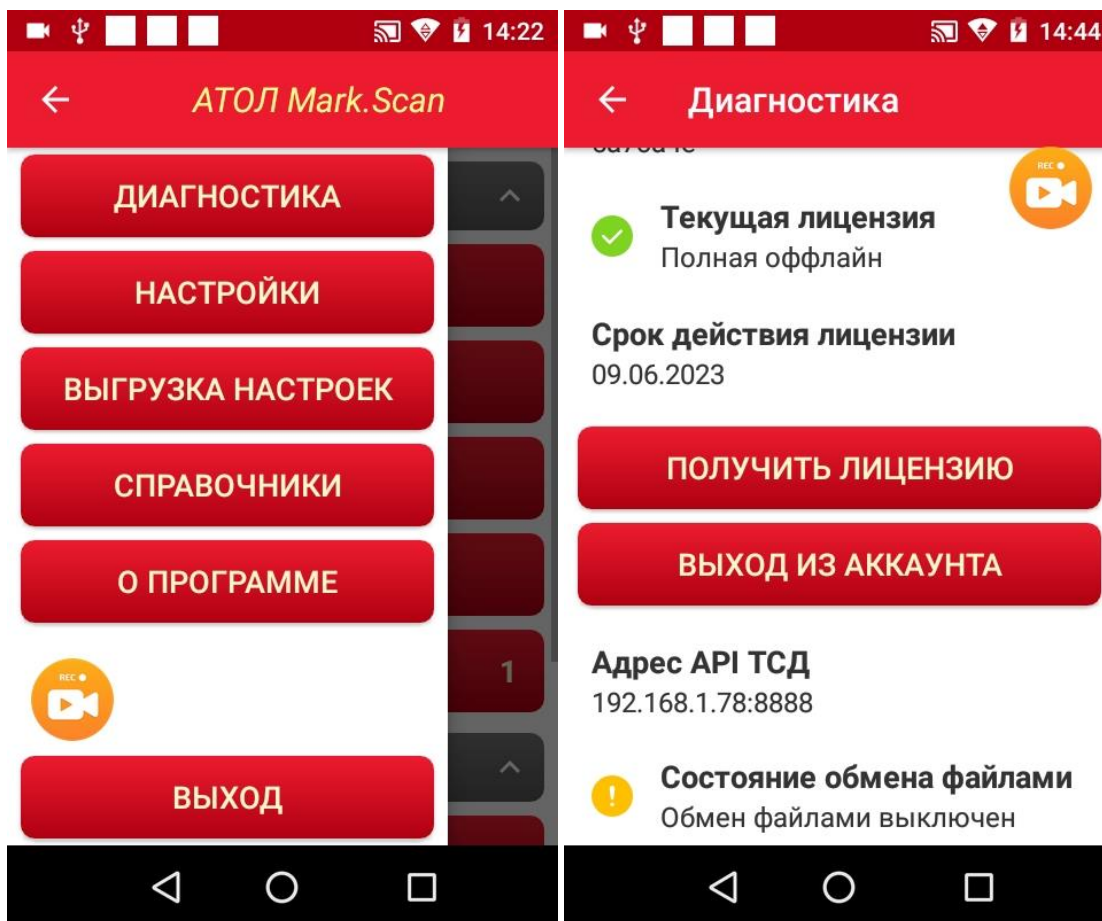 14:22
АТОЛ Mark.Scan
ДИАГНОСТИКА
НАСТРОЙКИ
ВЫГРУЗКА НАСТРОЕК
СПРАВОЧНИКИ
О ПРОГРАММЕ
1
REC
ВЫХОД
14:44
Диагностика
REC
Текущая лицензия
Полная оффлайн
Срок действия лицензии
09.06.2023
ПОЛУЧИТЬ ЛИЦЕНЗИЮ
ВЫХОД ИЗ АККАУНТА
Адрес API ТСД
192.168.1.78:8888
Состояние обмена файлами
Обмен файлами выключен